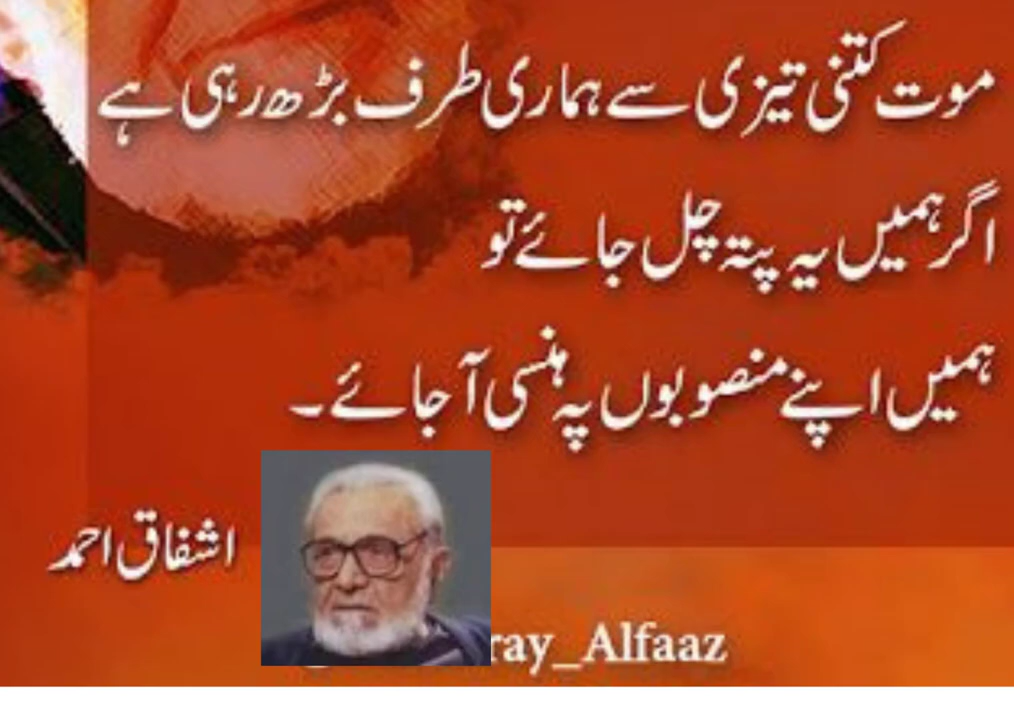 موت کتنی تیزی سے ہماری طرف بڑھ رہی ہے
اگر ہمیں یہ پتہ چل جائے تو
ہمیں اپنے منصوبوں پہ ہنسی آ جائے۔
اشفاق احمد
ray_Alfaaz